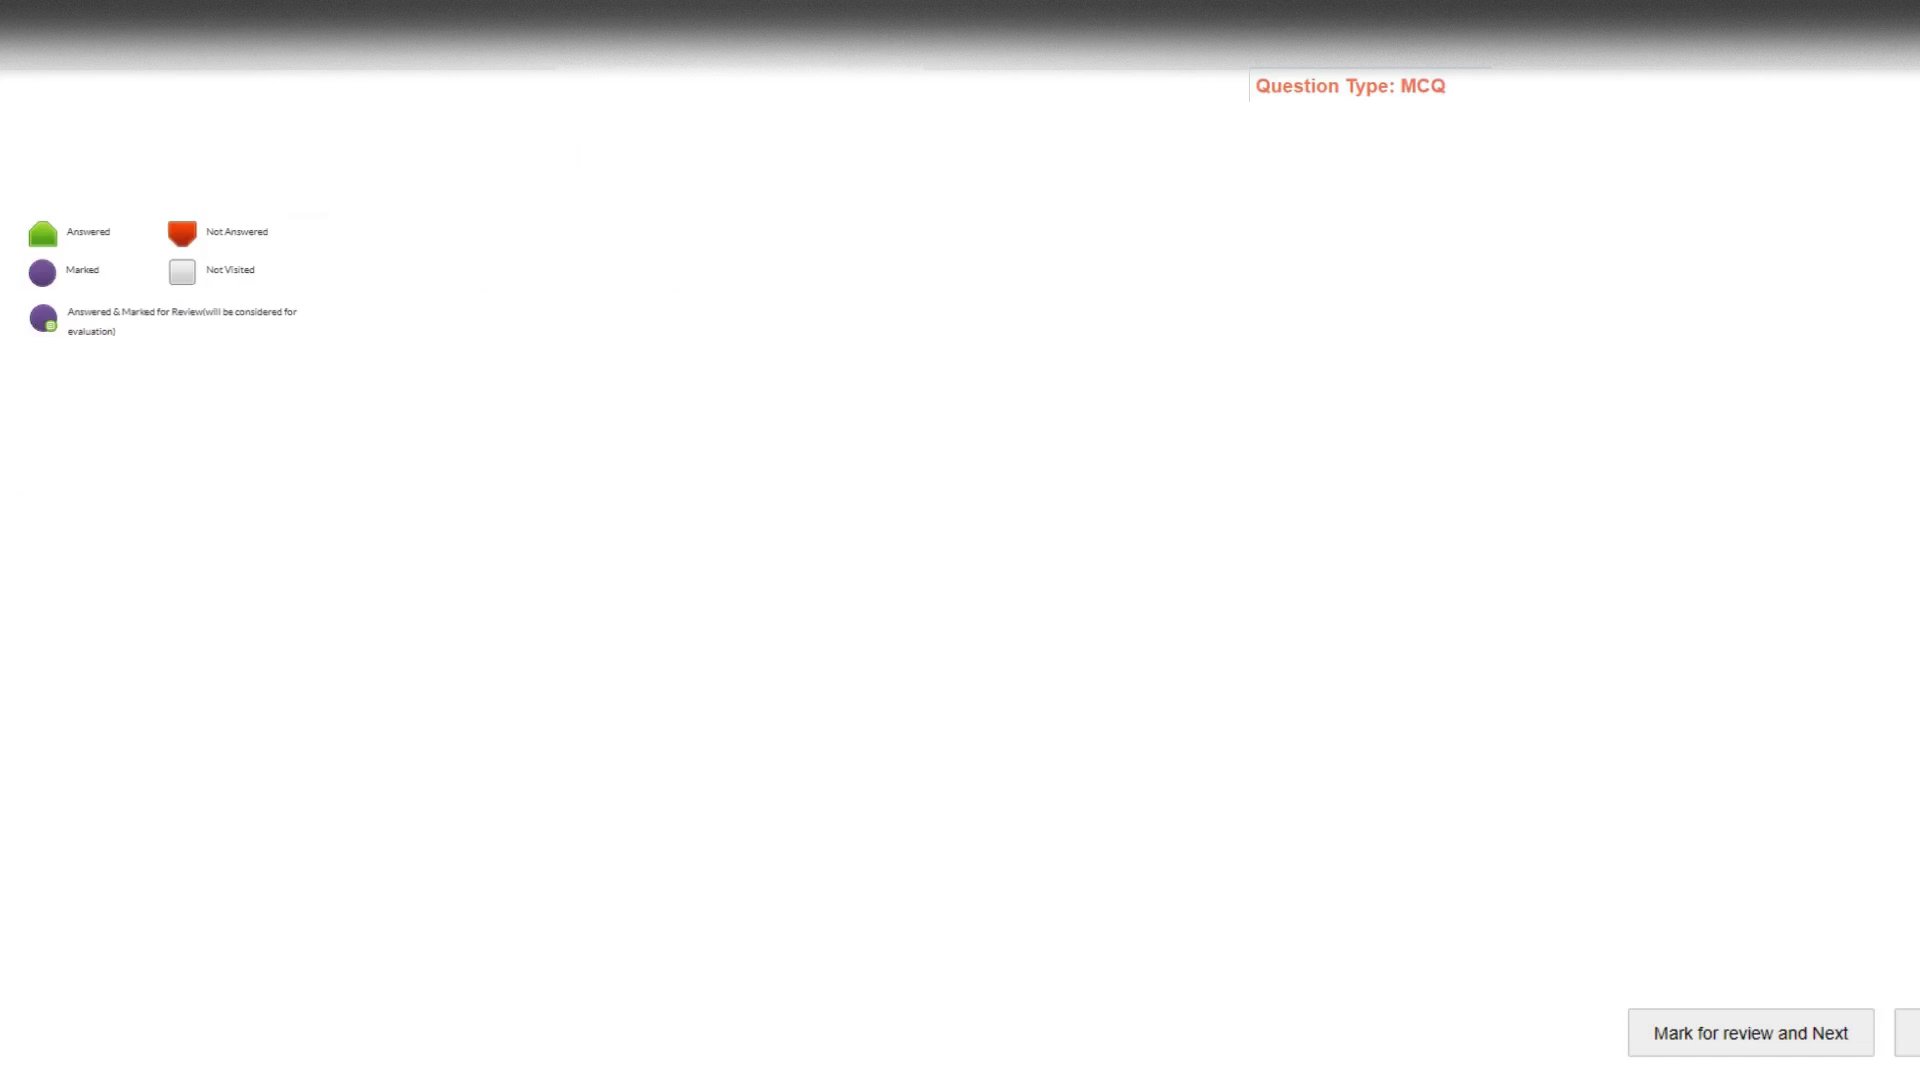 Question Type: MCQ
Answered
Not Answered
Marked
Not Visited
Answered & Marked for Review(will be considered for
evaluation)
Mark for review and Next